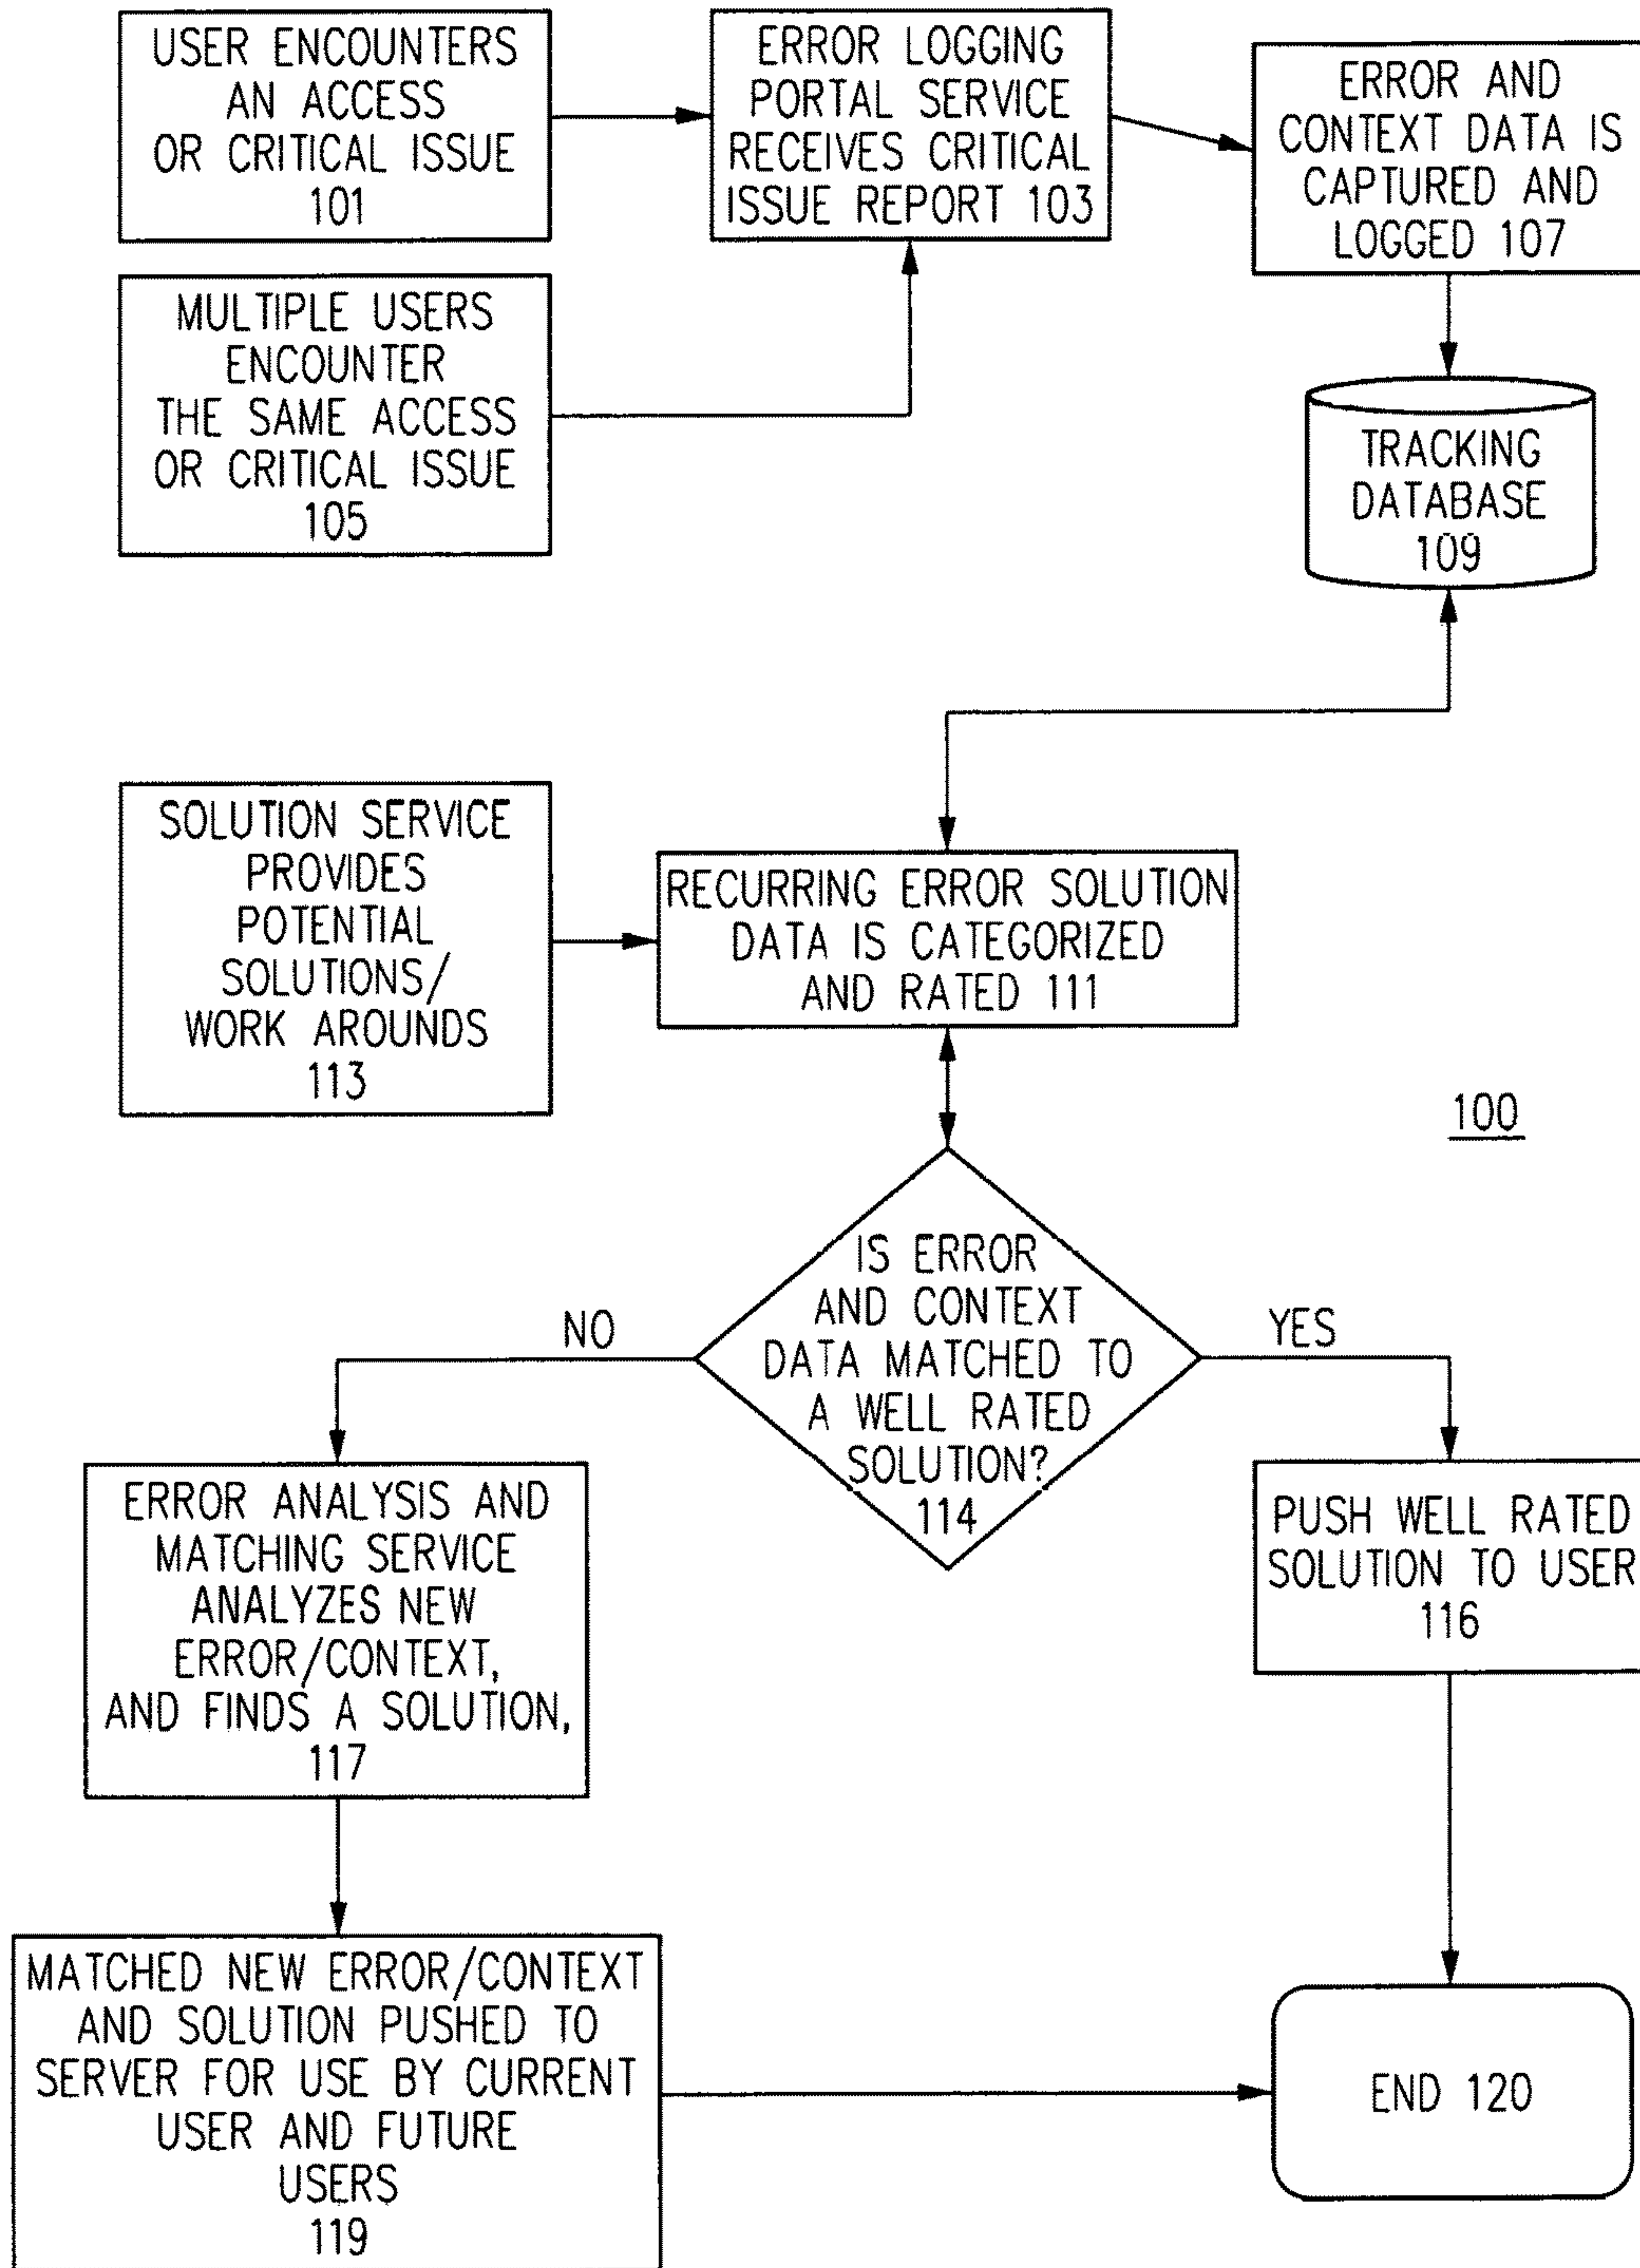 USER ENCOUNTERS
AN ACCESS
OR CRITICAL ISSUE
101
ERROR LOGGING
PORTAL SERVICE
RECEIVES CRITICAL
ISSUE REPORT 103
ERROR AND
CONTEXT DATA IS
CAPTURED AND
LOGGED 107
MULTIPLE USERS
ENCOUNTER
THE SAME ACCESS
OR CRITICAL ISSUE
105
TRACKING
DATABASE
109
SOLUTION SERVICE
PROVIDES
POTENTIAL
SOLUTIONS/
WORK AROUNDS
113
RECURRING ERROR SOLUTION
DATA IS CATEGORIZED
AND RATED 111
100
IS ERROR
AND CONTEXT
DATA MATCHED TO
A WELL RATED
SOLUTION?
114
NO
YES
ERROR ANALYSIS AND
MATCHING SERVICE
ANALYZES NEW
ERROR/CONTEXT,
AND FINDS A SOLUTION,
117
PUSH WELL RATED
SOLUTION TO USER
116
MATCHED NEW ERROR/CONTEXT
AND SOLUTION PUSHED TO
SERVER FOR USE BY CURRENT
USER AND FUTURE
USERS
119
END 120